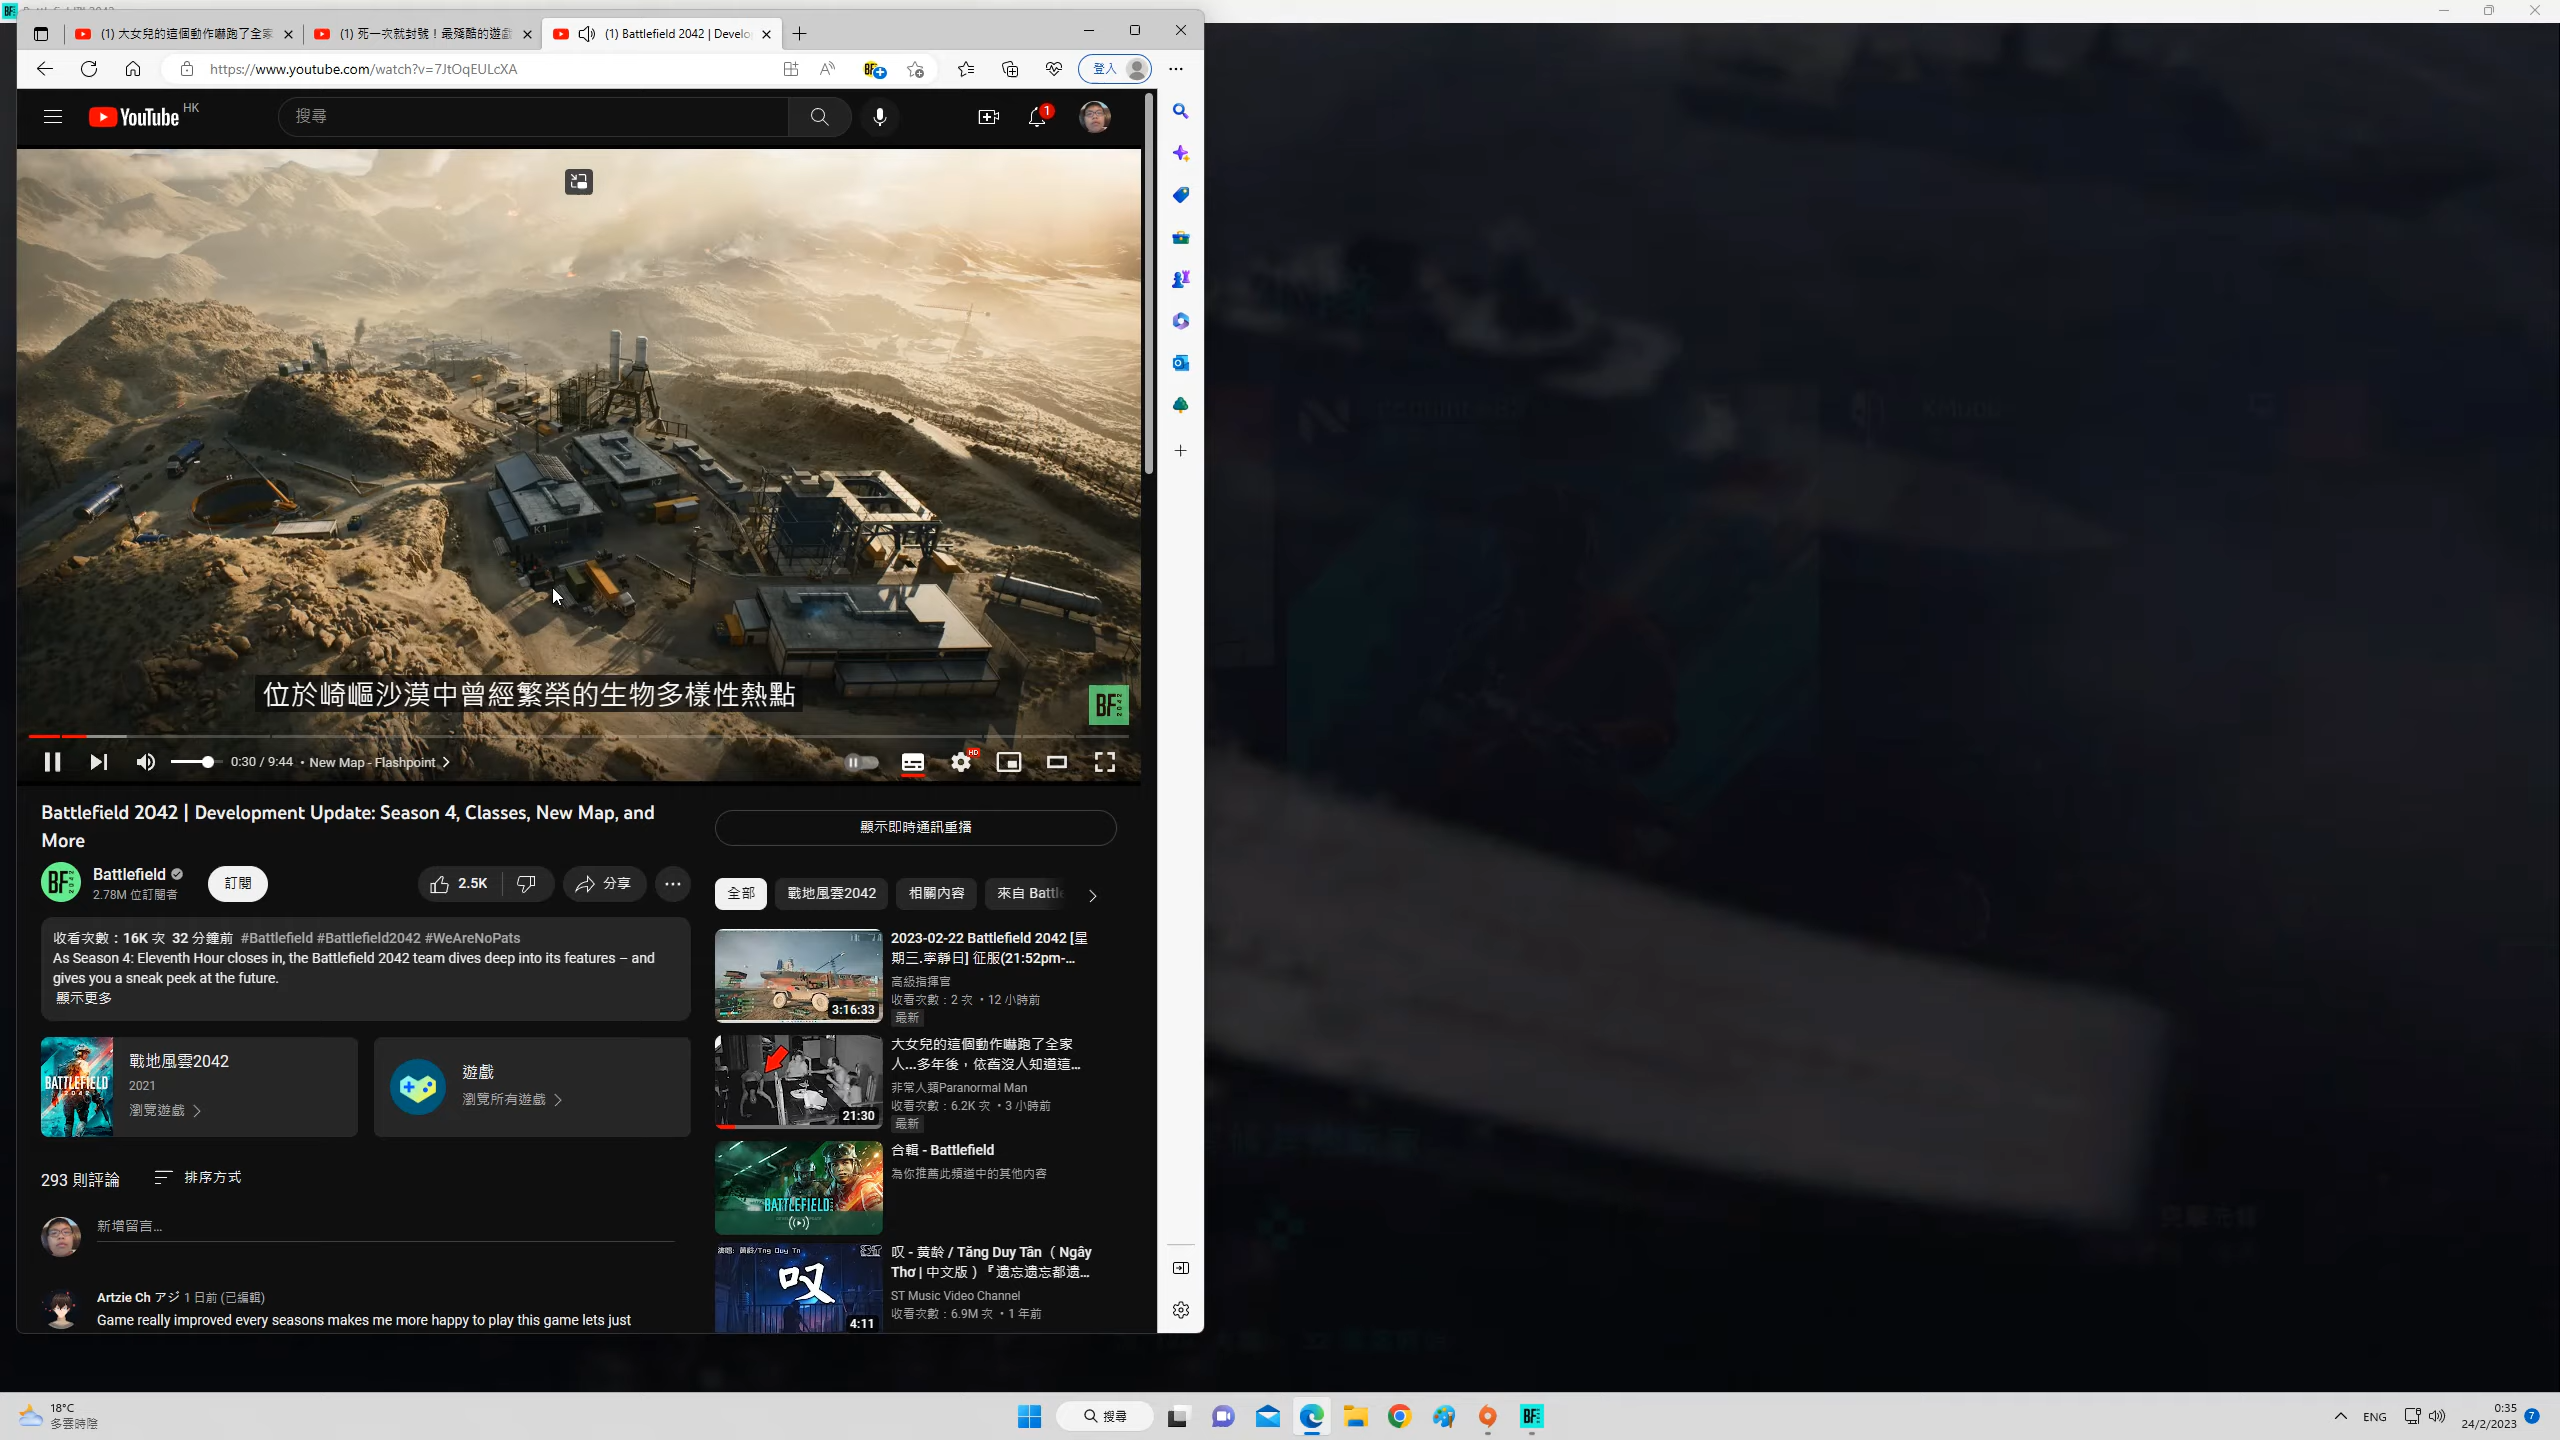 (1) 大女兒的這個動作嚇跑了全家
(1) 死一次就封號！最殘酷的遊戲
(1) Battlefield 2042 | Develo
https://www.youtube.com/watch?v=7JtOqEULcXA
登入
YouTube HK
搜尋
1
K1
K2
位於崎嶇沙漠中曾經繁榮的生物多樣性熱點
BF 2042
0:30 / 9:44 • New Map - Flashpoint
HD
Battlefield 2042 | Development Update: Season 4, Classes, New Map, and
More
顯示即時通訊重播
Battlefield
2.78M 位訂閱者
訂閱
2.5K
分享
全部
戰地風雲2042
相關內容
來自 Battle
收看次數：16K 次 32 分鐘前 #Battlefield #Battlefield2042 #WeAreNoPats
As Season 4: Eleventh Hour closes in, the Battlefield 2042 team dives deep into its features – and
gives you a sneak peek at the future.
顯示更多
2023-02-22 Battlefield 2042 [星
期三.寧靜日] 征服(21:52pm-...
高級指揮官
收看次數：2 次 • 12 小時前
最新
3:16:33
大女兒的這個動作嚇跑了全家
人...多年後，依舊沒人知道這...
非常人類Paranormal Man
收看次數：6.2K 次 • 3 小時前
最新
21:30
戰地風雲2042
2021
瀏覽遊戲
BATTLEFIELD
2042
遊戲
瀏覽所有遊戲
合輯 - Battlefield
為你推薦此頻道中的其他內容
BATTLEFIELD
293 則評論
排序方式
新增留言...
叹 - 黄龄 / Tăng Duy Tân（ Ngây
Thơ | 中文版 ）『遗忘遗忘都遗...
ST Music Video Channel
收看次數：6.9M 次 • 1 年前
叹
4:11
Artzie Ch アジ 1 日前 (已編輯)
Game really improved every seasons makes me more happy to play this game lets just
18°C
多雲時陰
搜尋
BF
ENG
0:35
24/2/2023
7